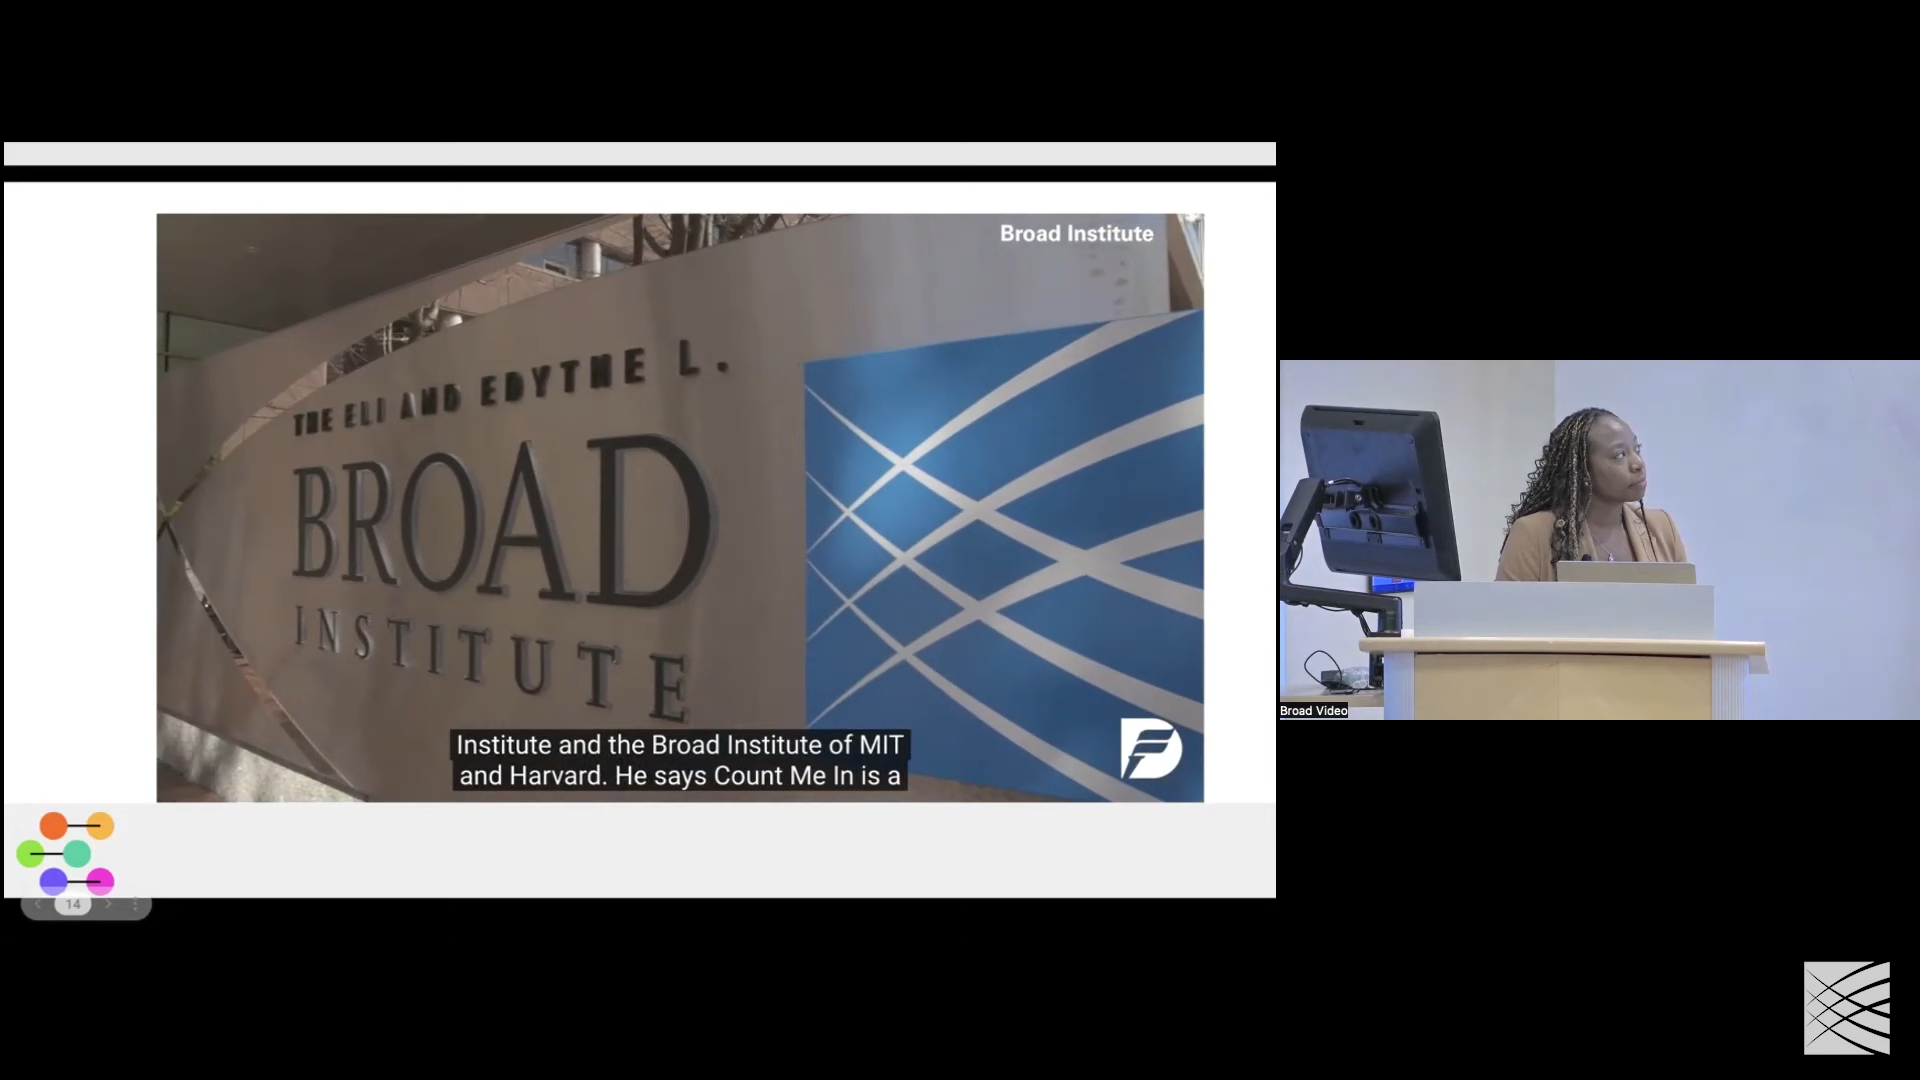 Broad Institute
THE ELI AND EDYTHE L.
BROAD
INSTITUTE
Institute and the Broad Institute of MIT
and Harvard. He says Count Me In is a
14
Broad Video